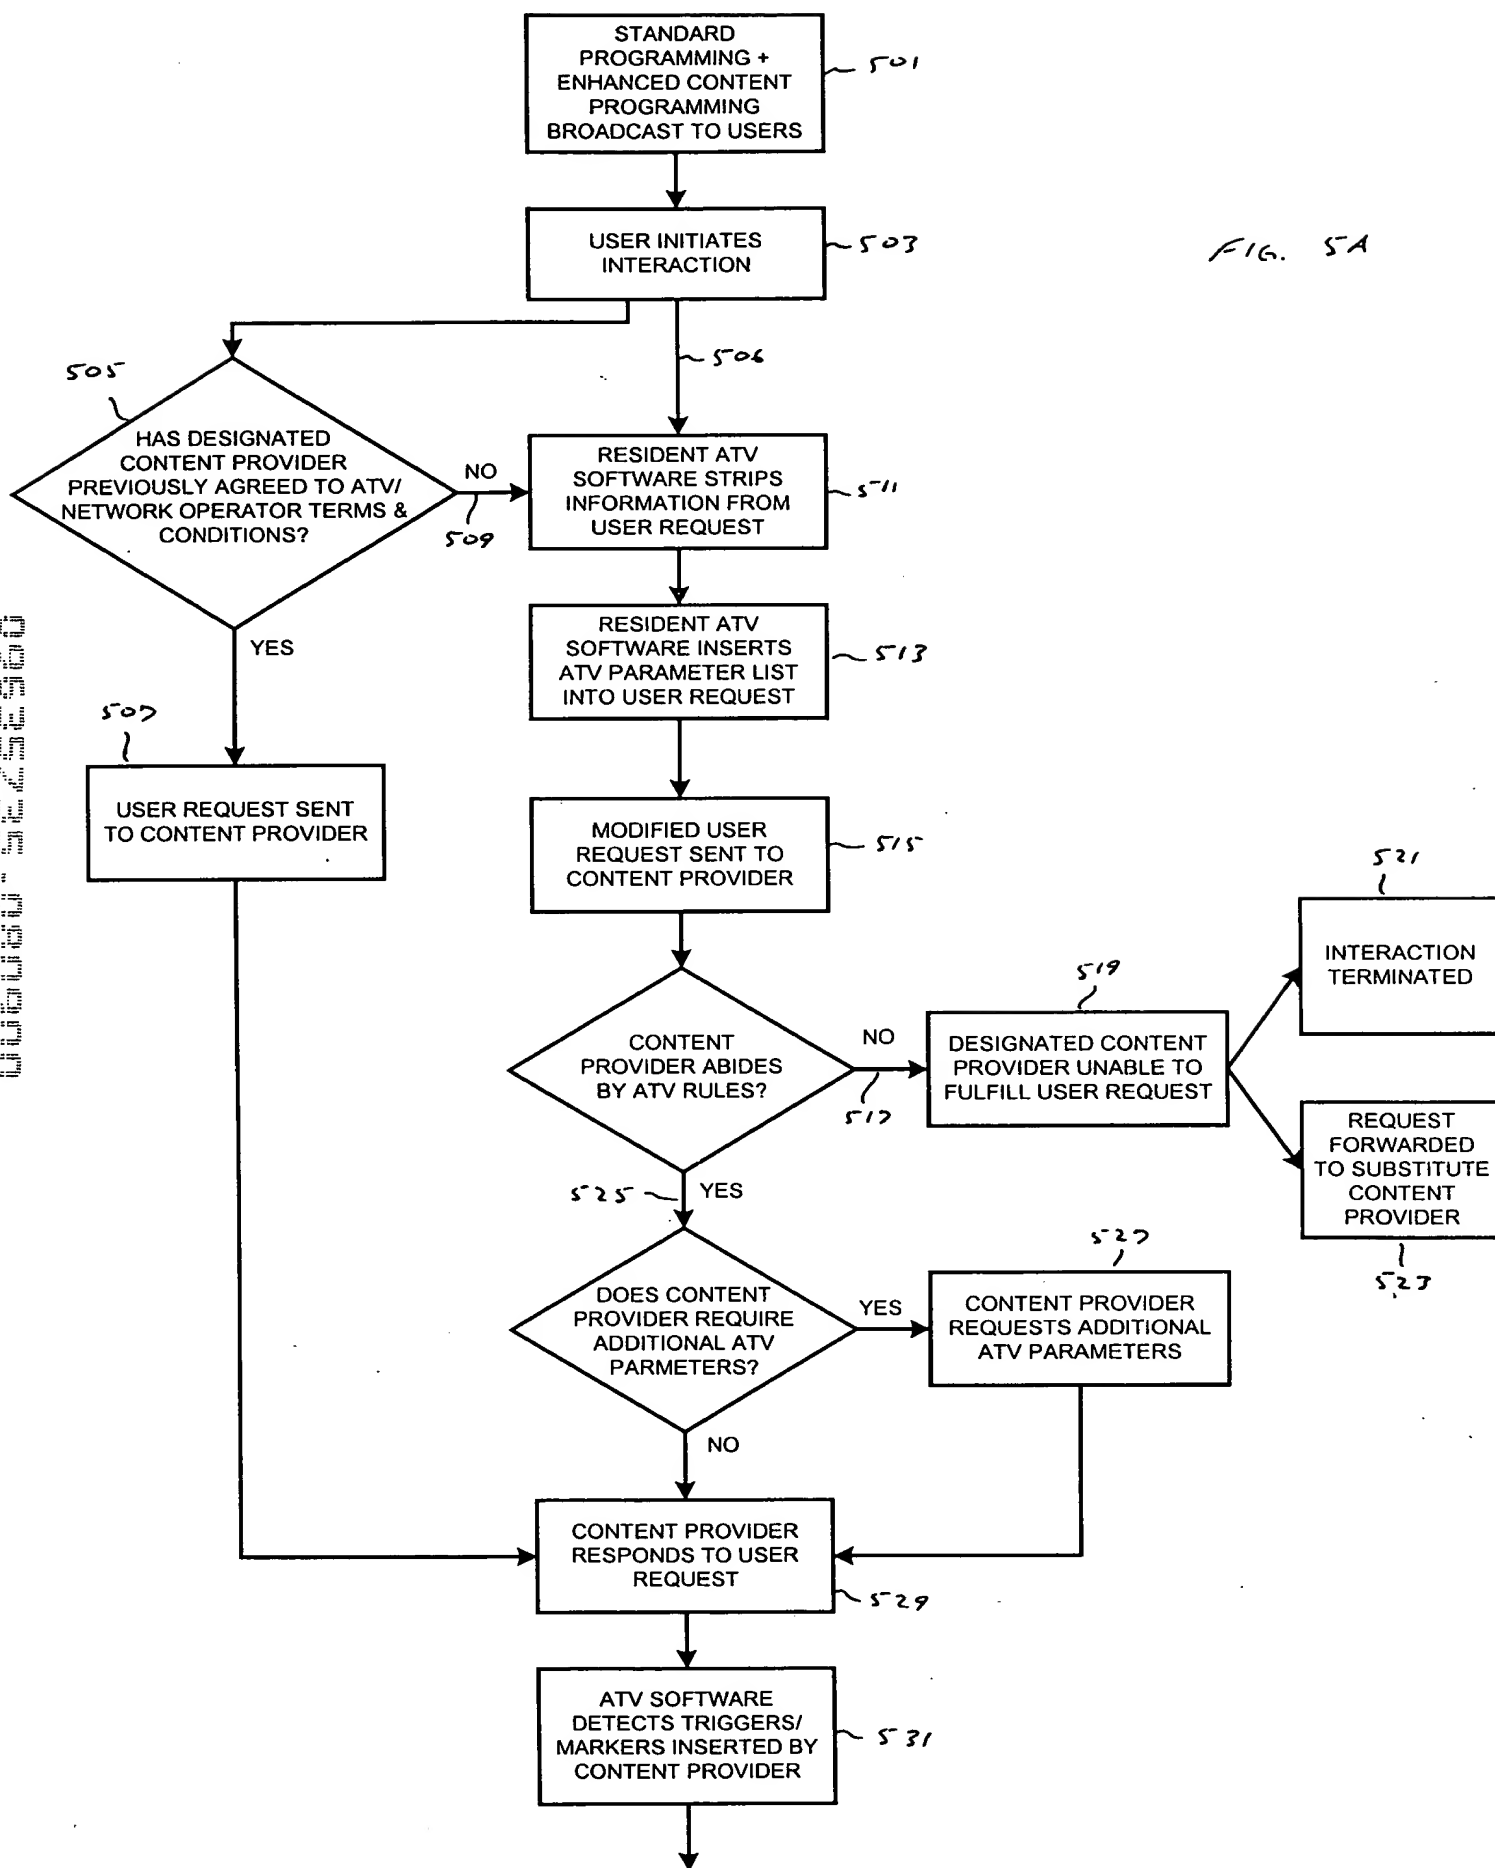 STANDARD
PROGRAMMING +
ENHANCED CONTENT
PROGRAMMING
BROADCAST TO USERS
501
USER INITIATES
INTERACTION
503
FIG. 5A
506
505
HAS DESIGNATED
CONTENT PROVIDER
PREVIOUSLY AGREED TO ATV/
NETWORK OPERATOR TERMS &
CONDITIONS?
NO
509
RESIDENT ATV
SOFTWARE STRIPS
INFORMATION FROM
USER REQUEST
511
YES
RESIDENT ATV
SOFTWARE INSERTS
ATV PARAMETER LIST
INTO USER REQUEST
513
507
USER REQUEST SENT
TO CONTENT PROVIDER
MODIFIED USER
REQUEST SENT TO
CONTENT PROVIDER
515
CONTENT
PROVIDER ABIDES
BY ATV RULES?
NO
517
519
DESIGNATED CONTENT
PROVIDER UNABLE TO
FULFILL USER REQUEST
521
INTERACTION
TERMINATED
REQUEST
FORWARDED
TO SUBSTITUTE
CONTENT
PROVIDER
523
525
YES
DOES CONTENT
PROVIDER REQUIRE
ADDITIONAL ATV
PARMETERS?
YES
527
CONTENT PROVIDER
REQUESTS ADDITIONAL
ATV PARAMETERS
NO
CONTENT PROVIDER
RESPONDS TO USER
REQUEST
529
ATV SOFTWARE
DETECTS TRIGGERS/
MARKERS INSERTED BY
CONTENT PROVIDER
531